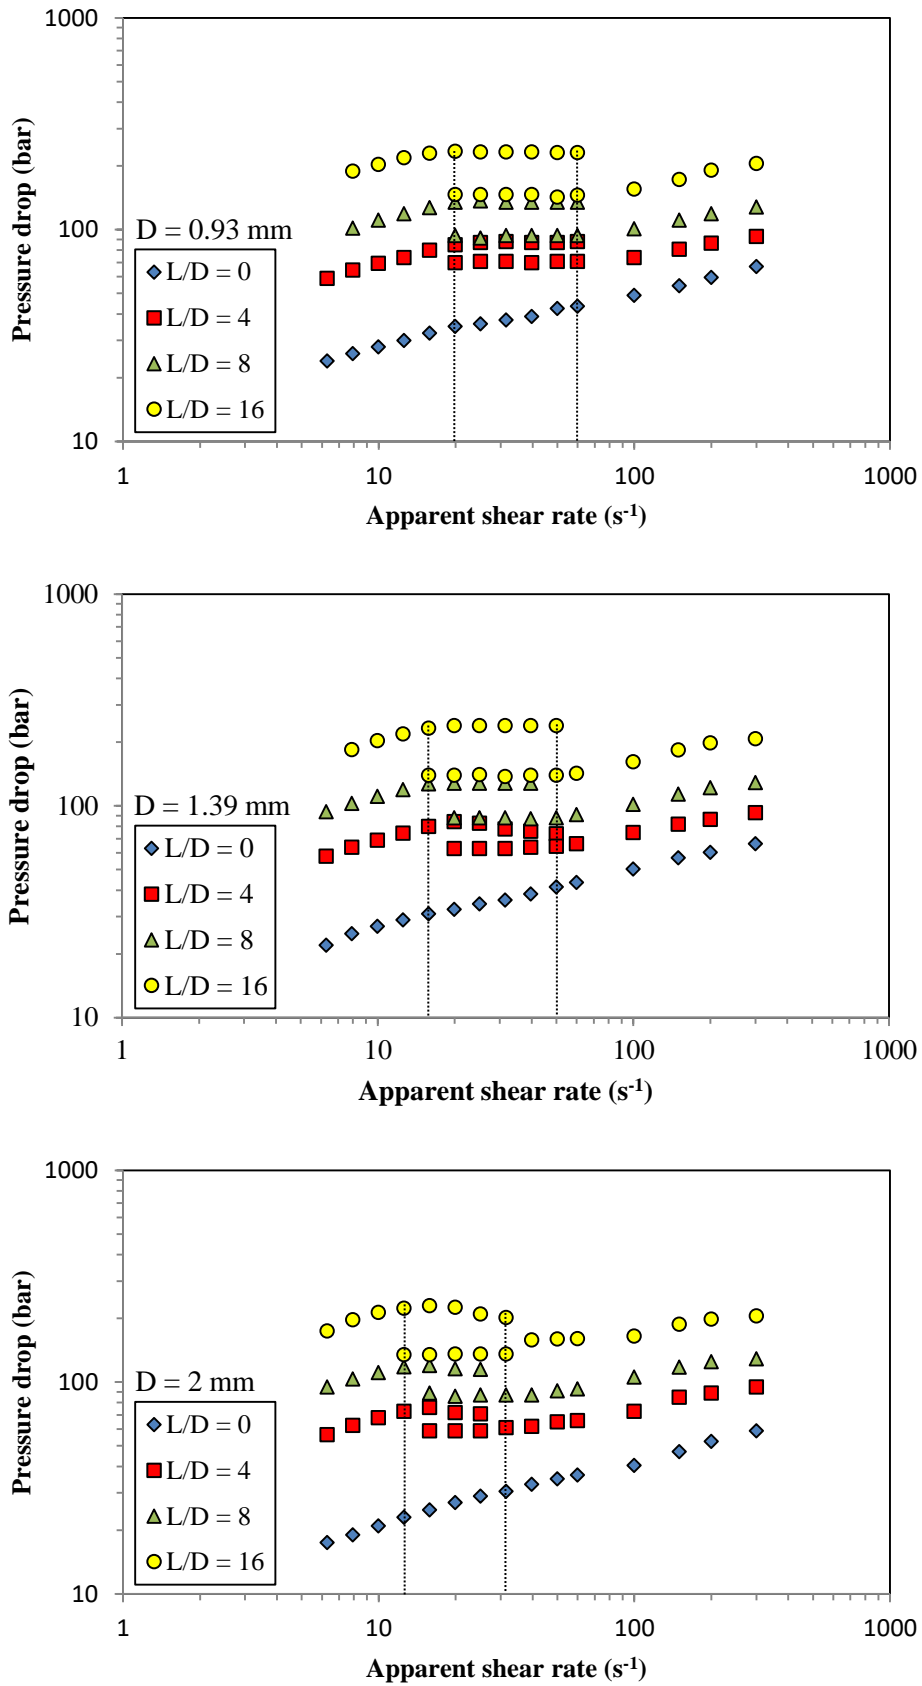 1000
100
10
Pressure drop (bar)
D = 0.93 mm
L/D = 0
L/D = 4
L/D = 8
L/D = 16
1 10 100 1000
Apparent shear rate (s-1)
1000
100
10
Pressure drop (bar)
D = 1.39 mm
L/D = 0
L/D = 4
L/D = 8
L/D = 16
1 10 100 1000
Apparent shear rate (s-1)
1000
100
10
Pressure drop (bar)
D = 2 mm
L/D = 0
L/D = 4
L/D = 8
L/D = 16
1 10 100 1000
Apparent shear rate (s-1)